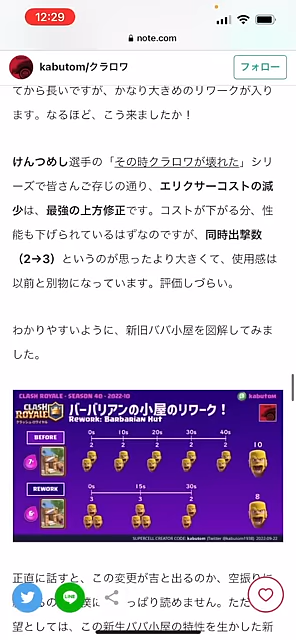 12:29
note.com
kabutom/クラロワ
フォロー
てから長いですが、かなり大きめのリワークが入り
ます。なるほど、こう来ましたか！
けんつめし選手の「その時クラロワが壊れた」シリ
ーズで皆さんご存じの通り、エリクサーコストの減
少は、最強の上方修正です。コストが下がる分、性
能も下げられているはずなのですが、同時出撃数
（2→3）というのが思ったより大きくて、使用感は
以前と別物になっています。評価しづらい。
わかりやすいように、新旧ババ小屋を図解してみま
した。
CLASH ROYALE - SEASON 40 - 2022-10
kabutom
CLASH ROYALE
バーバリアンの小屋のリワーク！
Rework: Barbarian Hut
BEFORE
0s 10s 20s 30s 40s
2 2 2 2 2
10
7
REWORK
0s 15s 30s
3 3 2
8
SUPERCELL CREATOR CODE: kabutom
2022-09-22
正直に話すと、この変更が吉と出るのか、空振り
LINE
るの
僕に
っぱり読めません。ただ
望としては、この新生ババ小屋の特性を生かした新